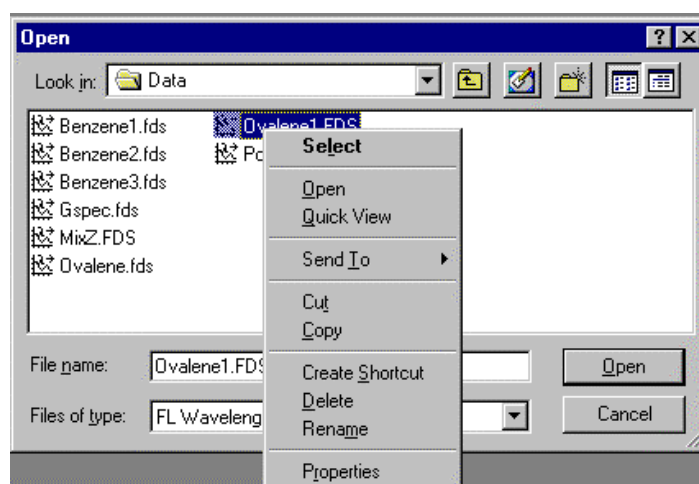 Open
Look in: Data
Benzene1.fds
Benzene2.fds
Benzene3.fds
Gspec.fds
MixZ.FDS
Ovalene.fds
Ovalene1.FDS
Select
Open
Quick View
Send To
Cut
Copy
Create Shortcut
Delete
Rename
Properties
File name: Ovalene1.FDS
Open
Files of type: FL
Cancel